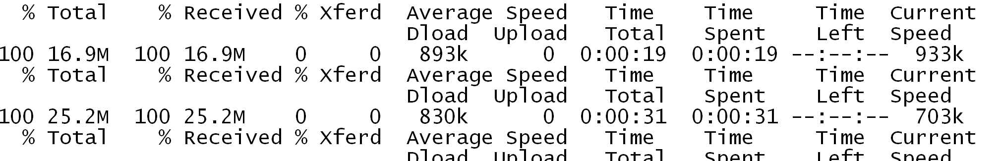 % Total % Received % Xferd Average Speed Time Time Time Current
Dload Upload Total Spent Left Speed
100 16.9M 100 16.9M 0 0 893k 0 0:00:19 0:00:19 --:--:-- 933k
% Total % Received % Xferd Average Speed Time Time Time Current
Dload Upload Total Spent Left Speed
100 25.2M 100 25.2M 0 0 830k 0 0:00:31 0:00:31 --:--:-- 703k
% Total % Received % Xferd Average Speed Time Time Time Current
Dload Upload Total Spent Left Speed